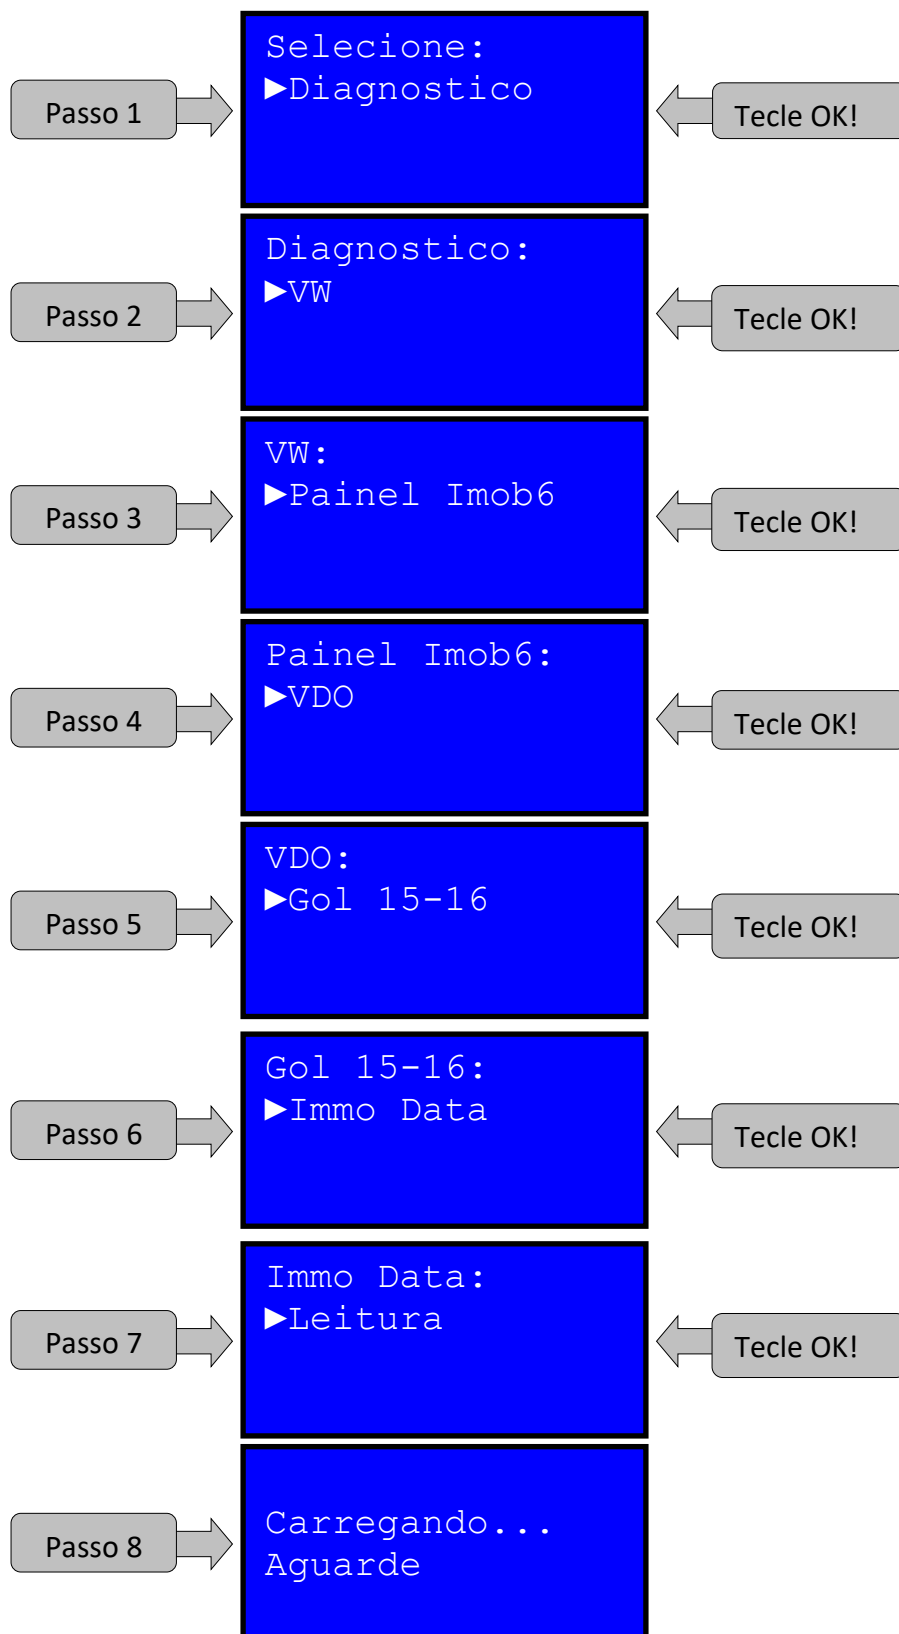 Passo 1
Selecione:
►Diagnostico
Tecle OK!
Passo 2
Diagnostico:
►VW
Tecle OK!
Passo 3
VW:
►Painel Imob6
Tecle OK!
Passo 4
Painel Imob6:
►VDO
Tecle OK!
Passo 5
VDO:
►Gol 15-16
Tecle OK!
Passo 6
Gol 15-16:
►Immo Data
Tecle OK!
Passo 7
Immo Data:
►Leitura
Tecle OK!
Passo 8
Carregando...
Aguarde